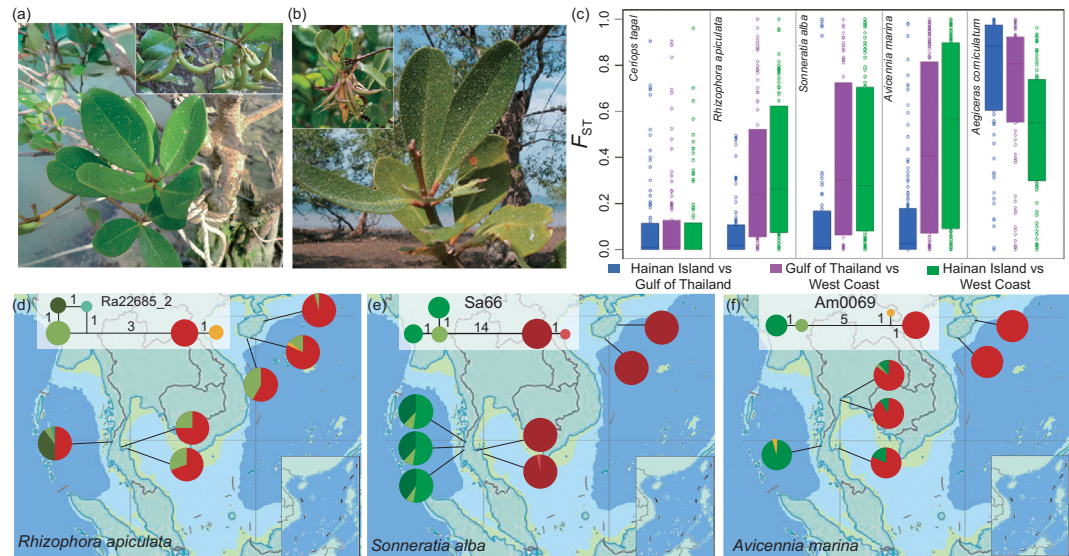 (a)
(b)
(c)
F_ST
1.0
0.8
0.6
0.4
0.2
0.0
Ceriops tagal
Rhizophora apiculata
Sonneratia alba
Avicennia marina
Aegiceras corniculatum
Hainan Island vs
Gulf of Thailand
Gulf of Thailand vs
West Coast
Hainan Island vs
West Coast
(d)
Ra22685_2
1
1
1
3
1
Rhizophora apiculata
(e)
Sa66
1
1
14
1
Sonneratia alba
(f)
Am0069
1
5
1
1
Avicennia marina